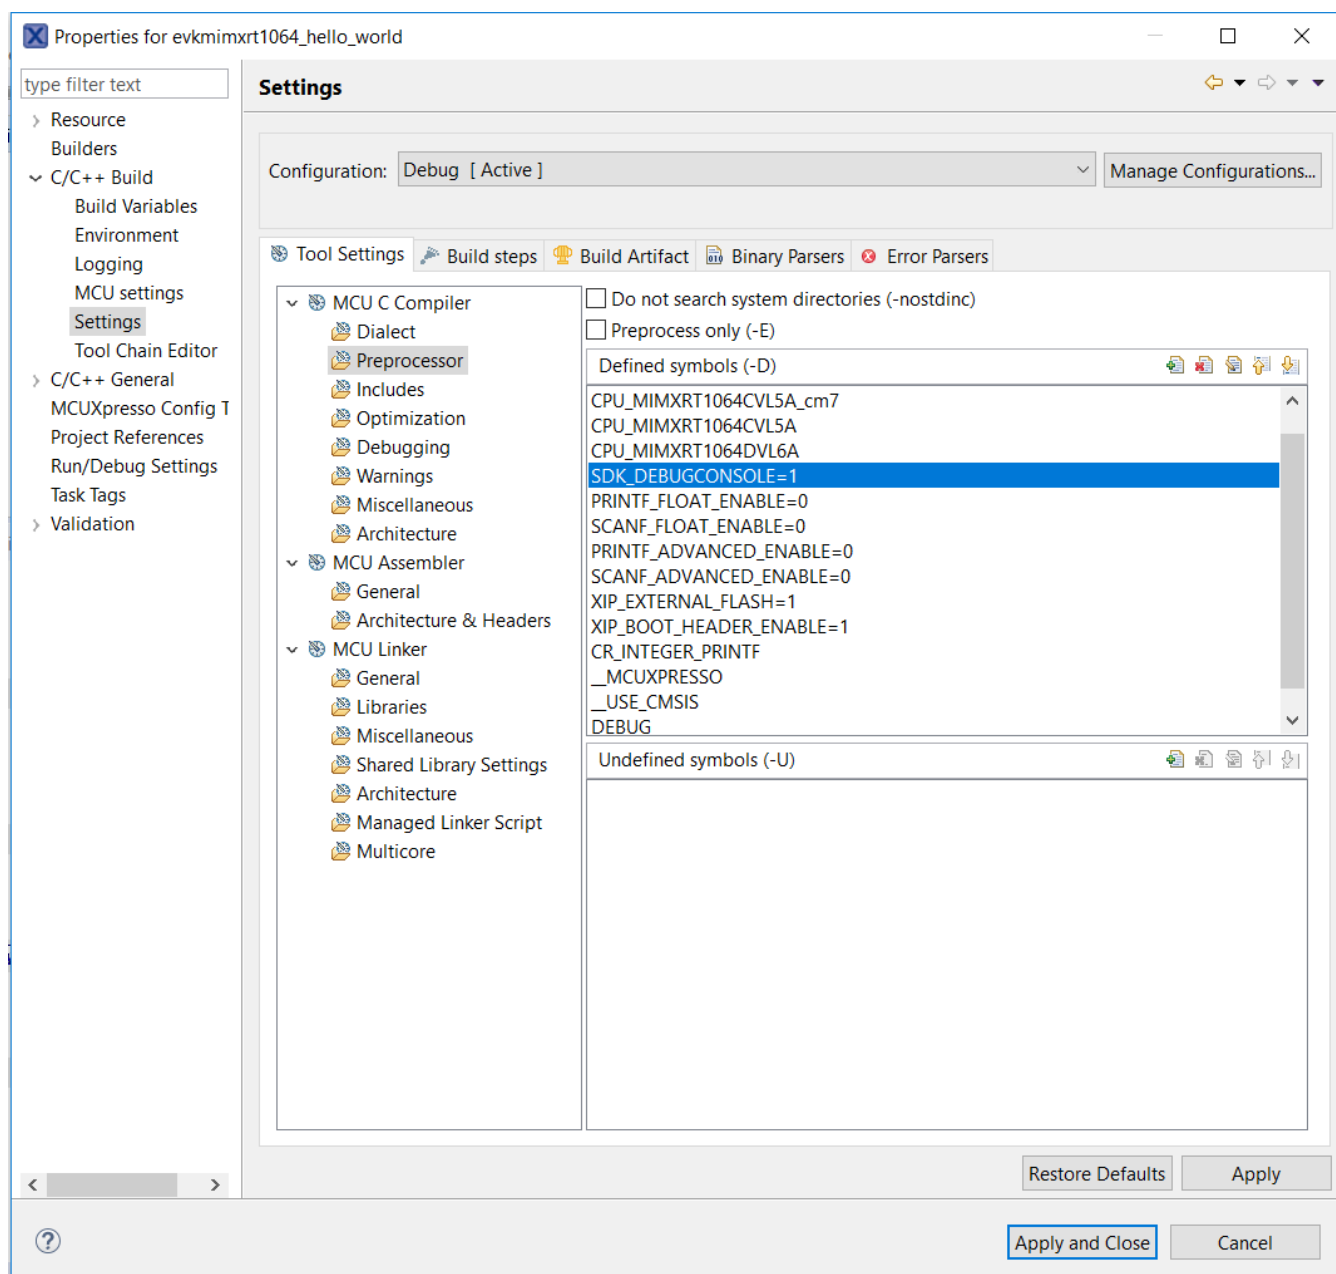 Properties for evkmimxrt1064_hello_world
type filter text
Resource
Builders
C/C++ Build
Build Variables
Environment
Logging
MCU settings
Settings
Tool Chain Editor
C/C++ General
MCUXpresso Config T
Project References
Run/Debug Settings
Task Tags
Validation
Settings
Configuration: Debug [ Active ] Manage Configurations...
Tool Settings Build steps Build Artifact Binary Parsers Error Parsers
MCU C Compiler
Dialect
Preprocessor
Includes
Optimization
Debugging
Warnings
Miscellaneous
Architecture
MCU Assembler
General
Architecture & Headers
MCU Linker
General
Libraries
Miscellaneous
Shared Library Settings
Architecture
Managed Linker Script
Multicore
Do not search system directories (-nostdinc)
Preprocess only (-E)
Defined symbols (-D)
CPU_MIMXRT1064CVL5A_cm7
CPU_MIMXRT1064CVL5A
CPU_MIMXRT1064DVL6A
SDK_DEBUGCONSOLE=1
PRINTF_FLOAT_ENABLE=0
SCANF_FLOAT_ENABLE=0
PRINTF_ADVANCED_ENABLE=0
SCANF_ADVANCED_ENABLE=0
XIP_EXTERNAL_FLASH=1
XIP_BOOT_HEADER_ENABLE=1
CR_INTEGER_PRINTF
__MCUXPRESSO
__USE_CMSIS
DEBUG
Undefined symbols (-U)
Restore Defaults Apply
Apply and Close Cancel